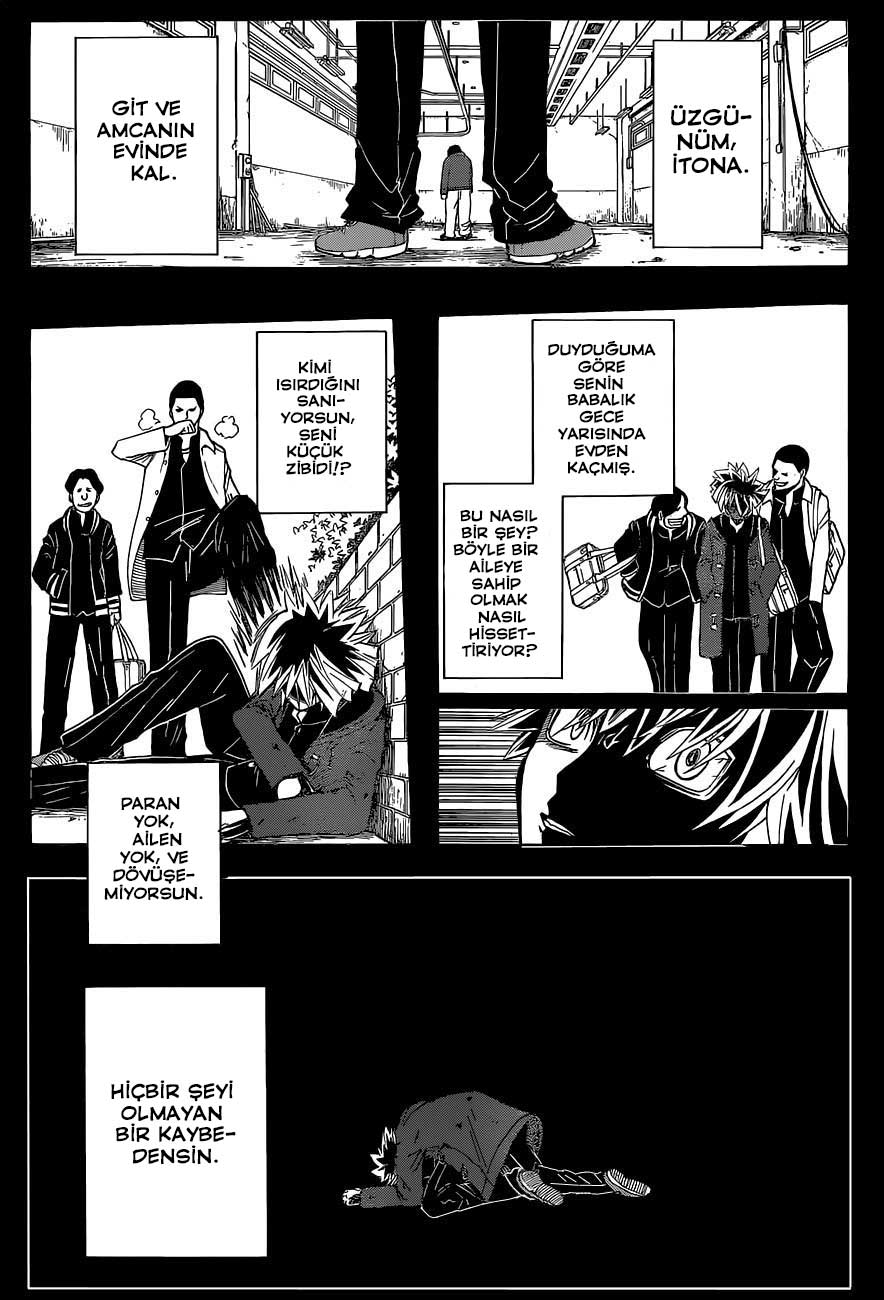 ÜZGÜ-
NÜM,
İTONA.
GİT VE
AMCANIN
EVİNDE
KAL.
DUYDUĞUMA
GÖRE
SENİN
BABALIK
GECE
YARISINDA
EVDEN
KAÇMIŞ.
BU NASIL
BİR ŞEY?
BÖYLE BİR
AİLEYE
SAHİP
OLMAK
NASIL
HİSSET-
TİRİYOR?
KİMİ
ISIRDIĞINI
SANI-
YORSUN,
SENİ
KÜÇÜK
ZİBİDİ!?
PARAN
YOK,
AİLEN
YOK, VE
DÖVÜŞE-
MİYORSUN.
HİÇBİR ŞEYİ
OLMAYAN
BİR KAYBE-
DENSİN.